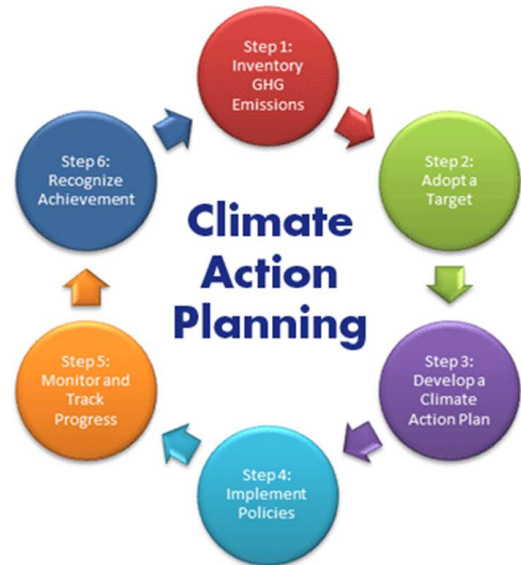 Step 1:
Inventory
GHG
Emissions
Step 2:
Adopt a
Target
Step 3:
Develop a
Climate
Action Plan
Step 4:
Implement
Policies
Step 5:
Monitor and
Track
Progress
Step 6:
Recognize
Achievement
Climate
Action
Planning